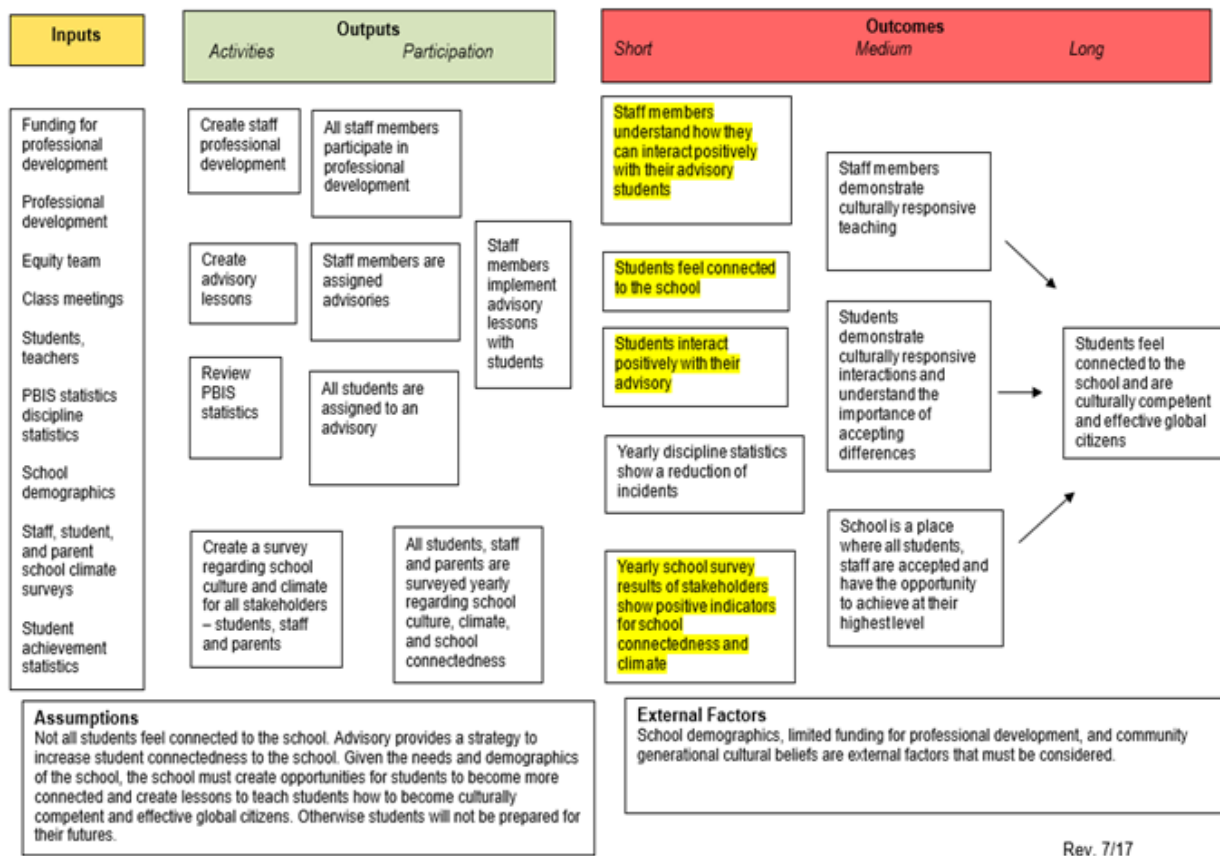 Inputs
Outputs
Activities Participation
Outcomes
Short Medium Long
Funding for
professional
development
Professional
development
Equity team
Class meetings
Students,
teachers
PBIS statistics
discipline
statistics
School
demographics
Staff, student,
and parent
school climate
surveys
Student
achievement
statistics
Create staff
professional
development
All staff members
participate in
professional
development
Create
advisory
lessons
Staff members are
assigned
advisories
Staff
members
implement
advisory
lessons
with
students
Review
PBIS
statistics
All students are
assigned to an
advisory
Create a survey
regarding school
culture and climate
for all stakeholders
– students, staff
and parents
All students, staff
and parents are
surveyed yearly
regarding school
culture, climate,
and school
connectedness
Staff members
understand how they
can interact positively
with their advisory
students
Students feel connected
to the school
Students interact
positively with their
advisory
Yearly discipline statistics
show a reduction of
incidents
Yearly school survey
results of stakeholders
show positive indicators
for school
connectedness and
climate
Staff members
demonstrate
culturally responsive
teaching
Students
demonstrate
culturally responsive
interactions and
understand the
importance of
accepting
differences
School is a place
where all students,
staff are accepted and
have the opportunity
to achieve at their
highest level
Students feel
connected to the
school and are
culturally competent
and effective global
citizens
Assumptions
Not all students feel connected to the school. Advisory provides a strategy to
increase student connectedness to the school. Given the needs and demographics
of the school, the school must create opportunities for students to become more
connected and create lessons to teach students how to become culturally
competent and effective global citizens. Otherwise students will not be prepared for
their futures.
External Factors
School demographics, limited funding for professional development, and community
generational cultural beliefs are external factors that must be considered.
Rev. 7/17